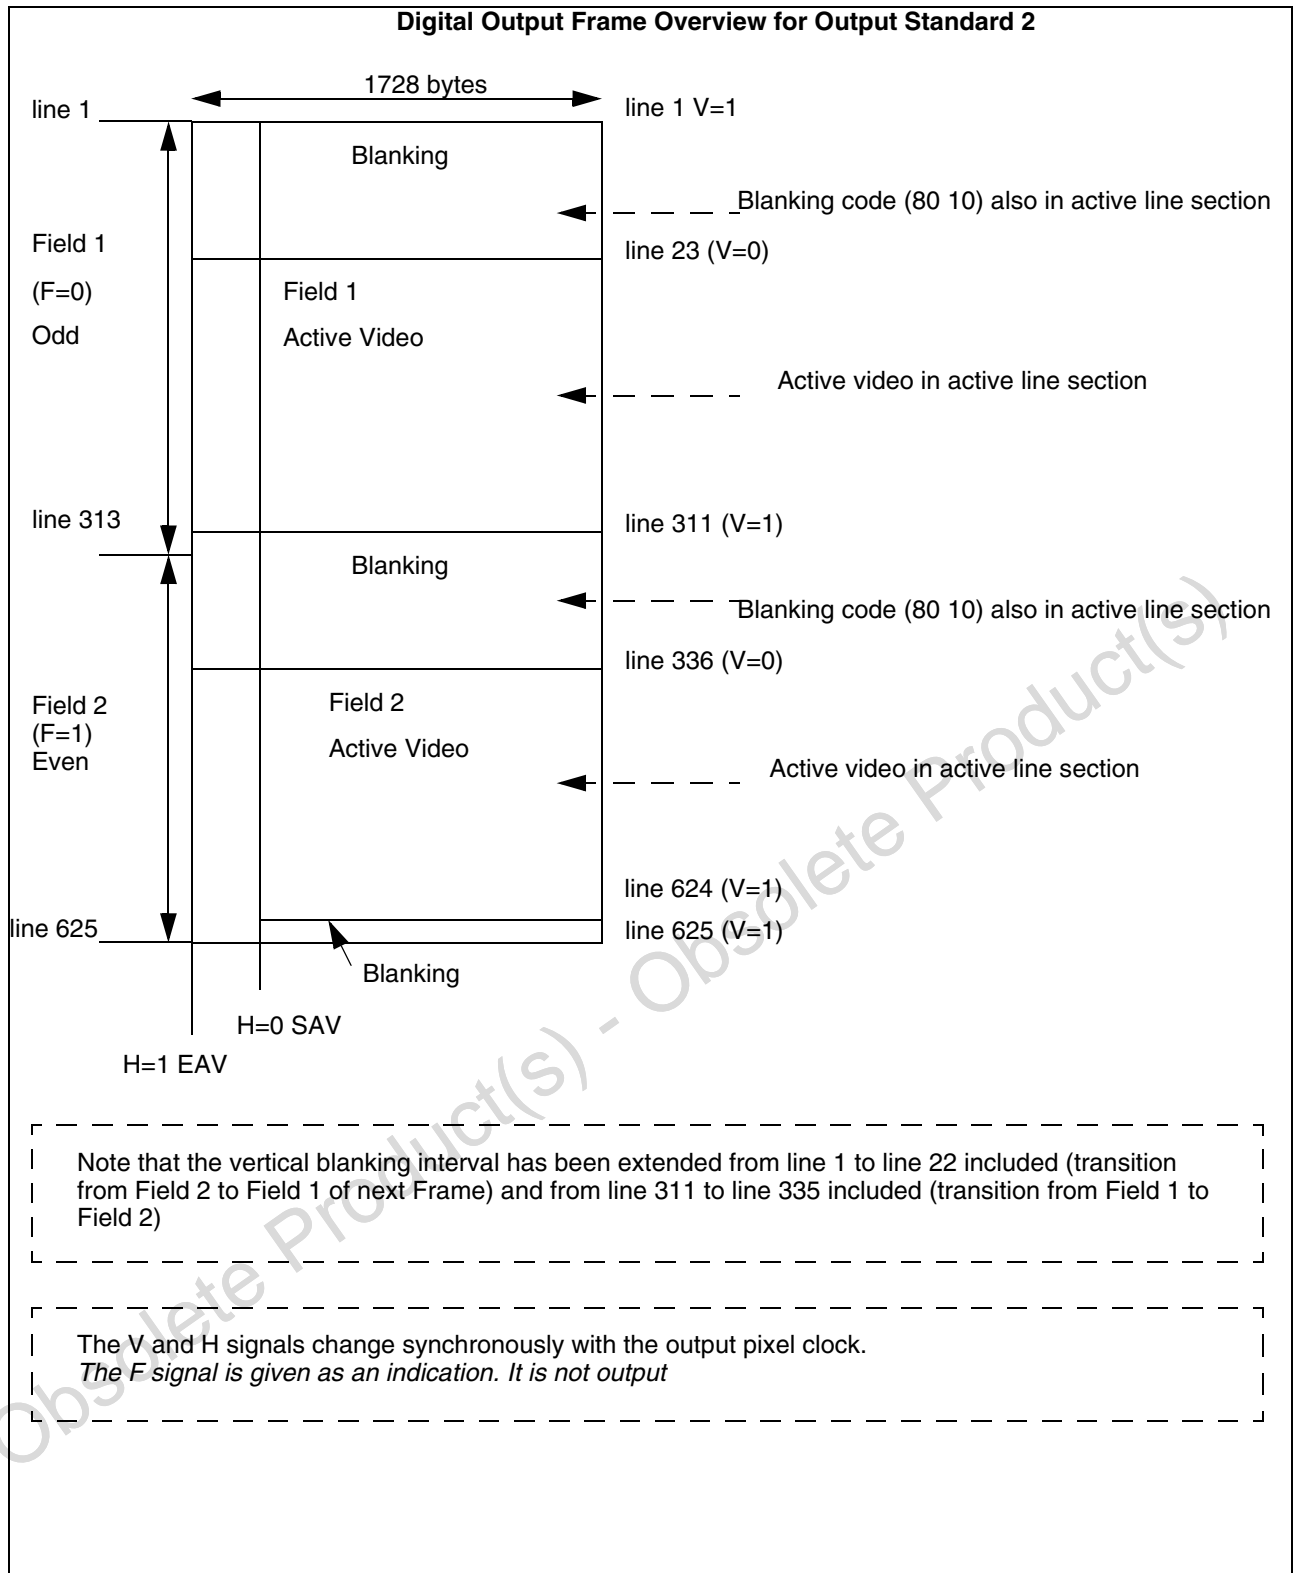 Digital Output Frame Overview for Output Standard 2
1728 bytes
line 1
line 1 V=1
Blanking
Blanking code (80 10) also in active line section
Field 1
(F=0)
Odd
line 23 (V=0)
Field 1
Active Video
Active video in active line section
line 313
line 311 (V=1)
Blanking
Blanking code (80 10) also in active line section
line 336 (V=0)
Field 2
(F=1)
Even
Field 2
Active Video
Active video in active line section
line 624 (V=1)
line 625
line 625 (V=1)
Blanking
H=0 SAV
H=1 EAV
Note that the vertical blanking interval has been extended from line 1 to line 22 included (transition
from Field 2 to Field 1 of next Frame) and from line 311 to line 335 included (transition from Field 1 to
Field 2)
The V and H signals change synchronously with the output pixel clock.
The F signal is given as an indication. It is not output
Obsolete Product(s) - Obsolete Product(s)